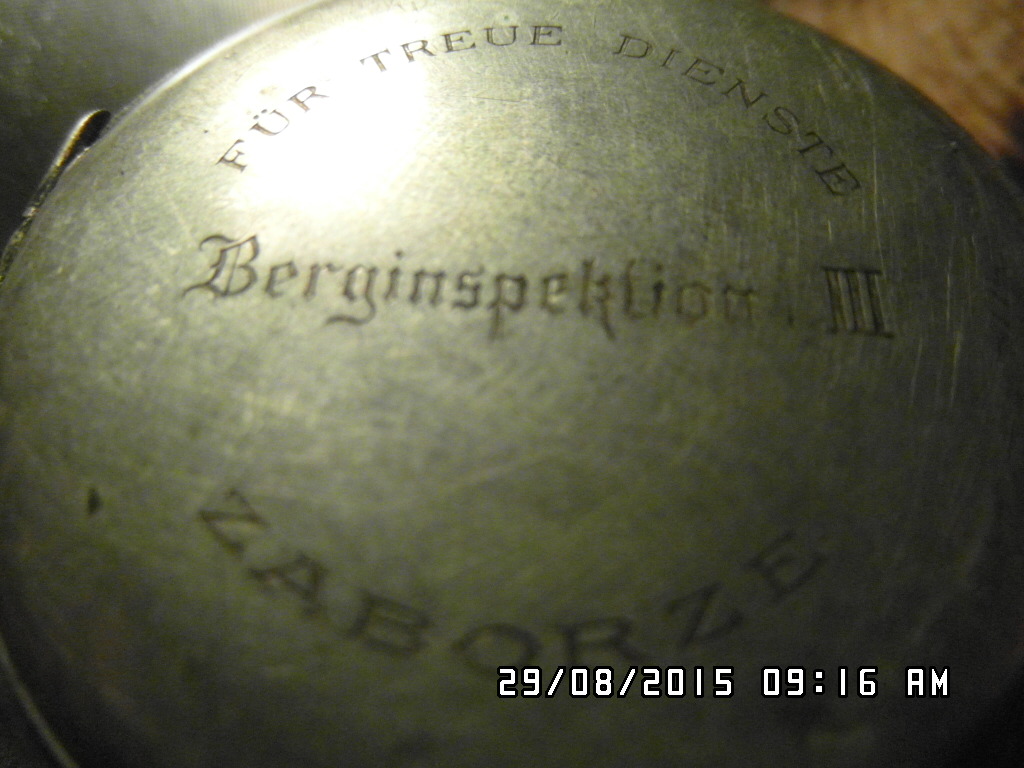 FÜR TREUE DIENSTE
Berginspektion III
ZABORZE
29/08/2015 09:16 AM